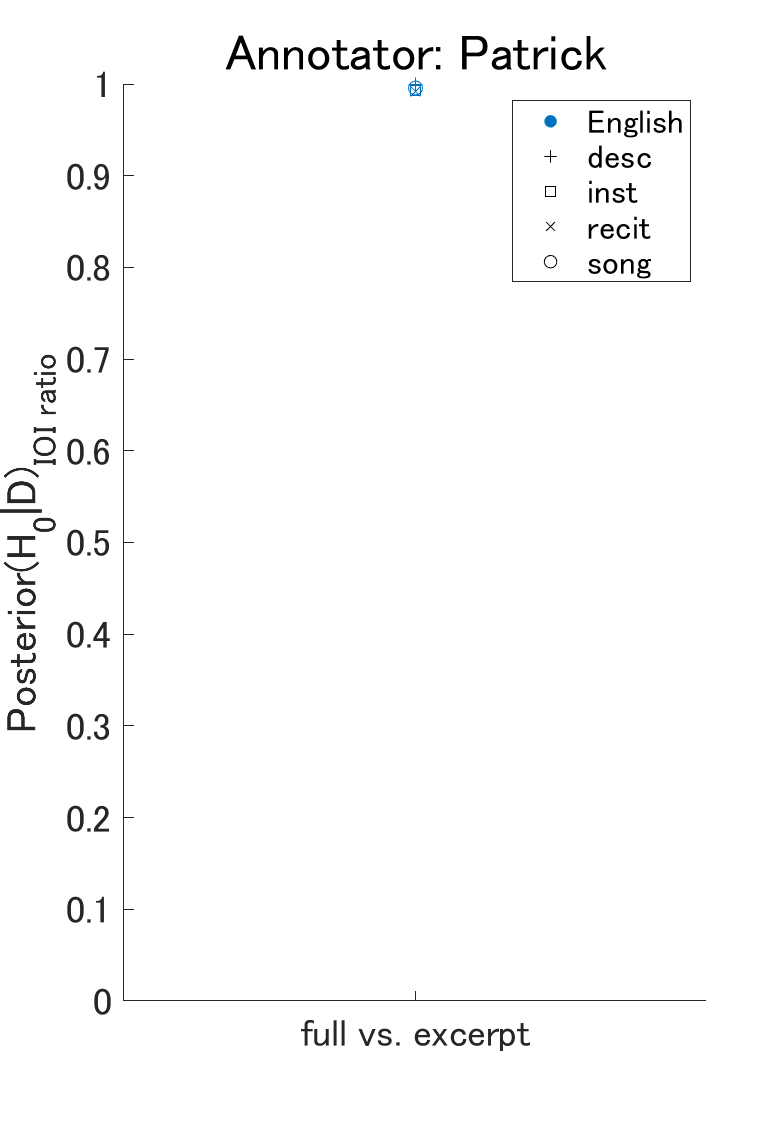 Annotator: Patrick
English
desc
inst
recit
song
Posterior(H0|D)IOI ratio
1
0.9
0.8
0.7
0.6
0.5
0.4
0.3
0.2
0.1
0
full vs. excerpt